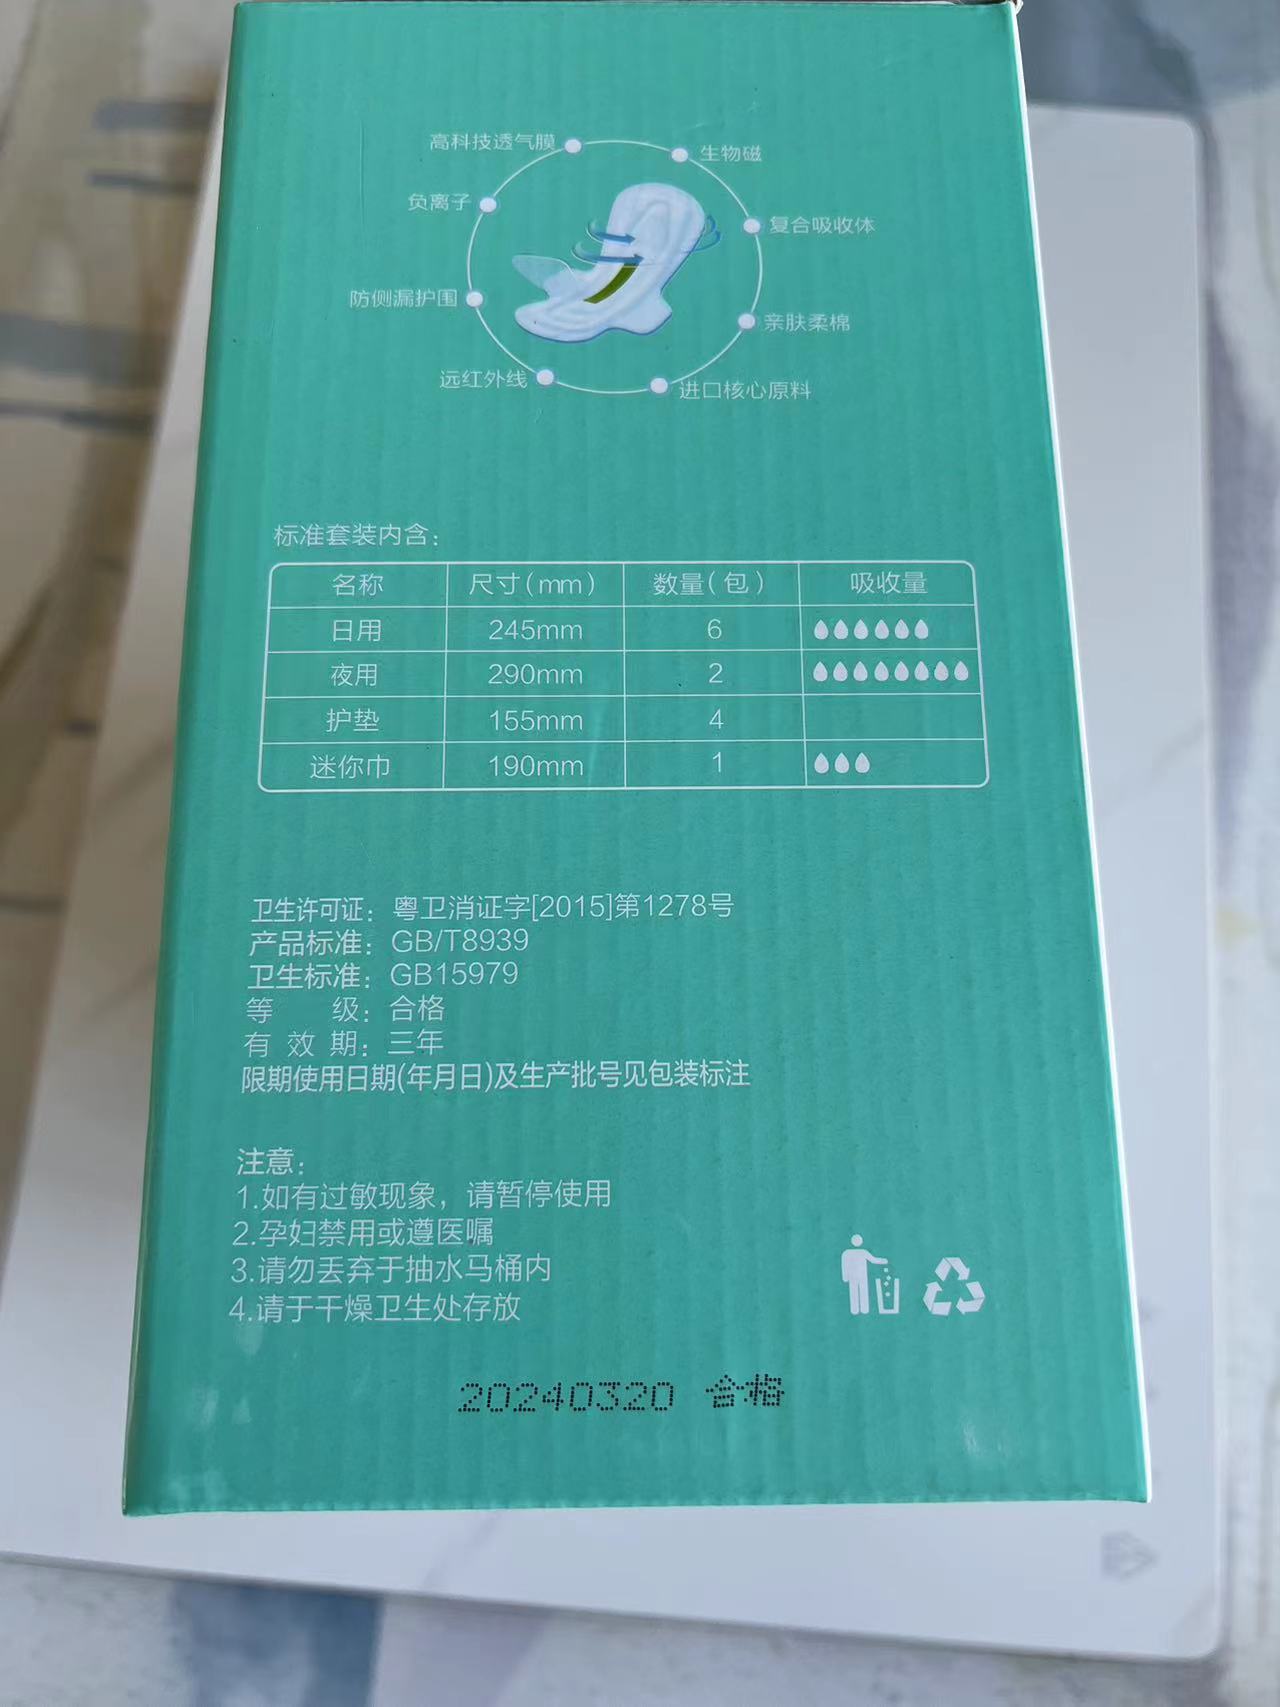 高科技透气膜
生物磁
负离子
复合吸收体
防侧漏护围
亲肤柔棉
远红外线
进口核心原料
标准套装内含：
名称 尺寸(mm) 数量(包) 吸收量
日用 245mm 6
夜用 290mm 2
护垫 155mm 4
迷你巾 190mm 1
卫生许可证：粤卫消证字[2015]第1278号
产品标准：GB/T8939
卫生标准：GB15979
等 级：合格
有 效 期：三年
限期使用日期(年月日)及生产批号见包装标注
注意：
1.如有过敏现象，请暂停使用
2.孕妇禁用或遵医嘱
3.请勿丢弃于抽水马桶内
4.请于干燥卫生处存放
20240320 合格